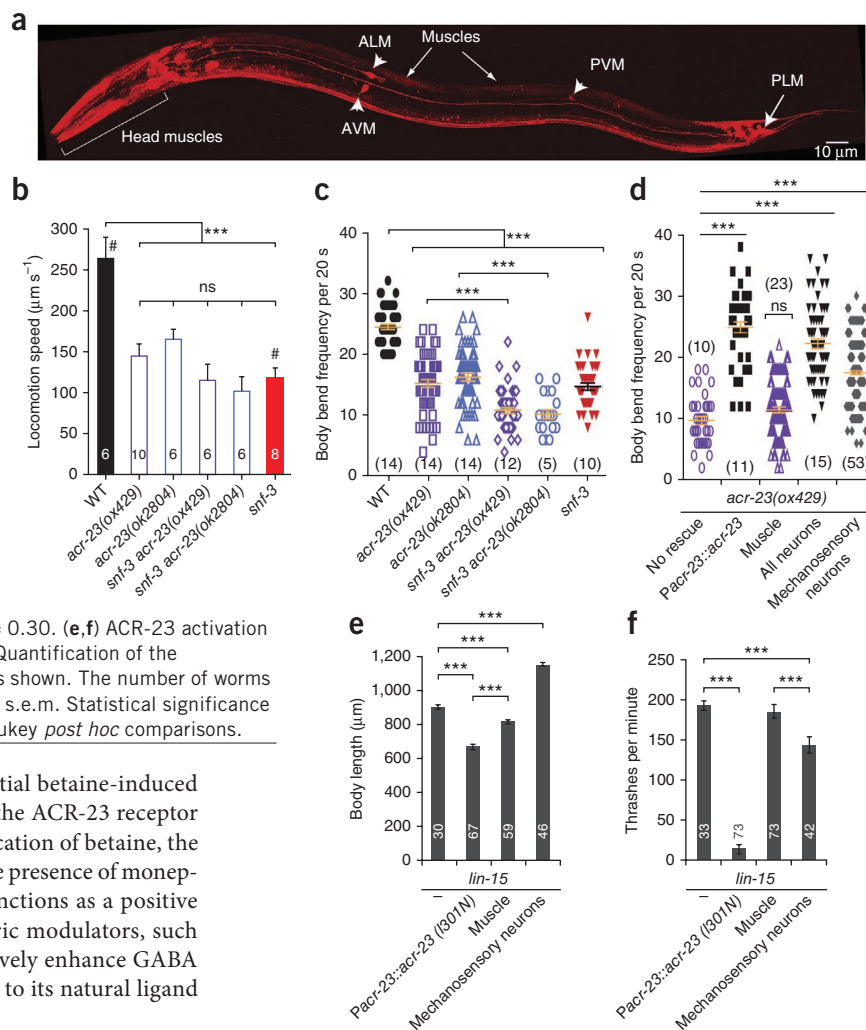 a
ALM
Muscles
PVM
PLM
Head muscles
AVM
10 μm
b
Locomotion speed (μm s−1)
300
250
200
150
100
50
0
#
***
ns
#
6
10
6
6
6
8
WT
acr-23(ox429)
acr-23(ok2804)
snf-3 acr-23(ox429)
snf-3 acr-23(ok2804)
snf-3
c
Body bend frequency per 20 s
40
30
20
10
0
***
***
***
(14)
(14)
(14)
(12)
(5)
(10)
WT
acr-23(ox429)
acr-23(ok2804)
snf-3 acr-23(ox429)
snf-3 acr-23(ok2804)
snf-3
d
Body bend frequency per 20 s
40
30
20
10
0
***
***
***
(23)
ns
(10)
(11)
(15)
(53)
acr-23(ox429)
No rescue
Pacr-23::acr-23
Muscle
All neurons
Mechanosensory
neurons
= 0.30. (e,f) ACR-23 activation
Quantification of the
s shown. The number of worms
s.e.m. Statistical significance
ukey post hoc comparisons.
tial betaine-induced
the ACR-23 receptor
cation of betaine, the
e presence of monep-
nctions as a positive
ric modulators, such
ively enhance GABA
to its natural ligand
e
Body length (μm)
1,200
1,000
800
600
400
200
0
***
***
***
***
30
67
59
46
lin-15
–
Pacr-23::acr-23 (I301N)
Muscle
Mechanosensory neurons
f
Thrashes per minute
250
200
150
100
50
0
***
***
***
33
73
73
42
lin-15
–
Pacr-23::acr-23 (I301N)
Muscle
Mechanosensory neurons